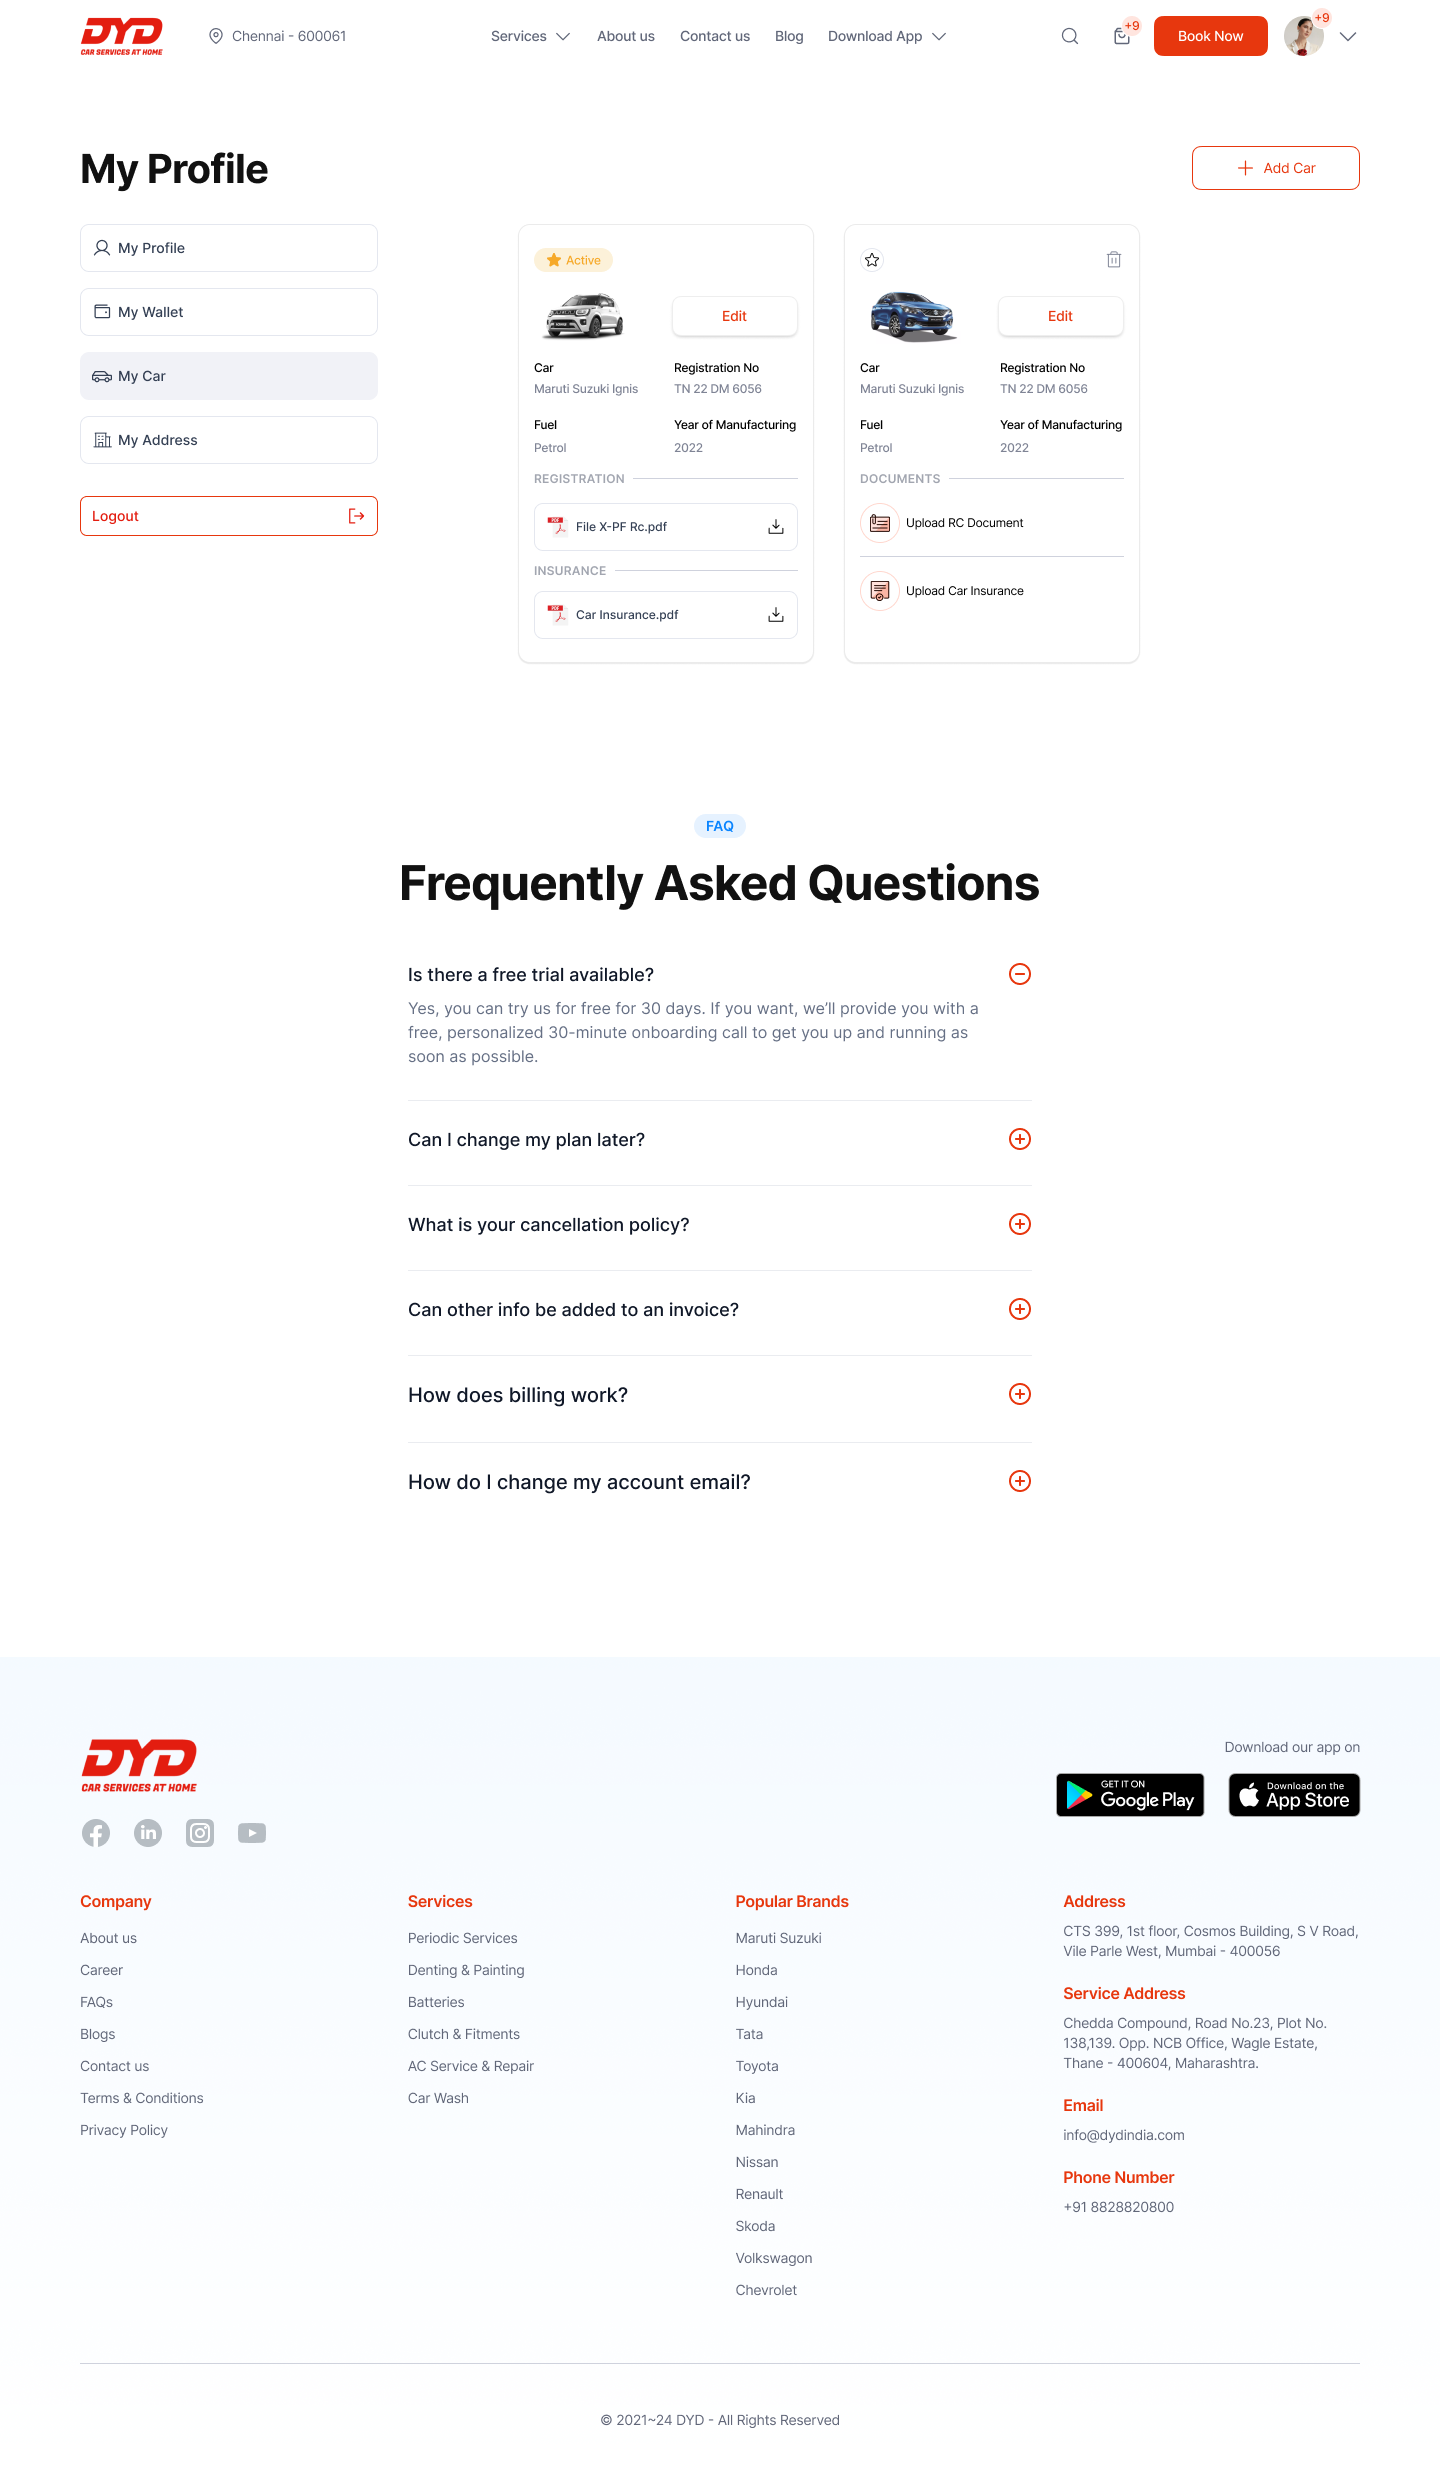 DYD
CAR SERVICES AT HOME
Chennai - 600061
Services
About us
Contact us
Blog
Download App
+9
Book Now
+9
My Profile
Add Car
My Profile
My Wallet
My Car
My Address
Logout
Active
Edit
Car
Registration No
Maruti Suzuki Ignis
TN 22 DM 6056
Fuel
Year of Manufacturing
Petrol
2022
REGISTRATION
PDF
File X-PF Rc.pdf
INSURANCE
PDF
Car Insurance.pdf
Edit
Car
Registration No
Maruti Suzuki Ignis
TN 22 DM 6056
Fuel
Year of Manufacturing
Petrol
2022
DOCUMENTS
Upload RC Document
Upload Car Insurance
FAQ
Frequently Asked Questions
Is there a free trial available?
Yes, you can try us for free for 30 days. If you want, we’ll provide you with a
free, personalized 30-minute onboarding call to get you up and running as
soon as possible.
Can I change my plan later?
What is your cancellation policy?
Can other info be added to an invoice?
How does billing work?
How do I change my account email?
DYD
CAR SERVICES AT HOME
Download our app on
GET IT ON
Google Play
Download on the
App Store
Company
About us
Career
FAQs
Blogs
Contact us
Terms & Conditions
Privacy Policy
Services
Periodic Services
Denting & Painting
Batteries
Clutch & Fitments
AC Service & Repair
Car Wash
Popular Brands
Maruti Suzuki
Honda
Hyundai
Tata
Toyota
Kia
Mahindra
Nissan
Renault
Skoda
Volkswagon
Chevrolet
Address
CTS 399, 1st floor, Cosmos Building, S V Road,
Vile Parle West, Mumbai - 400056
Service Address
Chedda Compound, Road No.23, Plot No.
138,139. Opp. NCB Office, Wagle Estate,
Thane - 400604, Maharashtra.
Email
info@dydindia.com
Phone Number
+91 8828820800
© 2021~24 DYD - All Rights Reserved